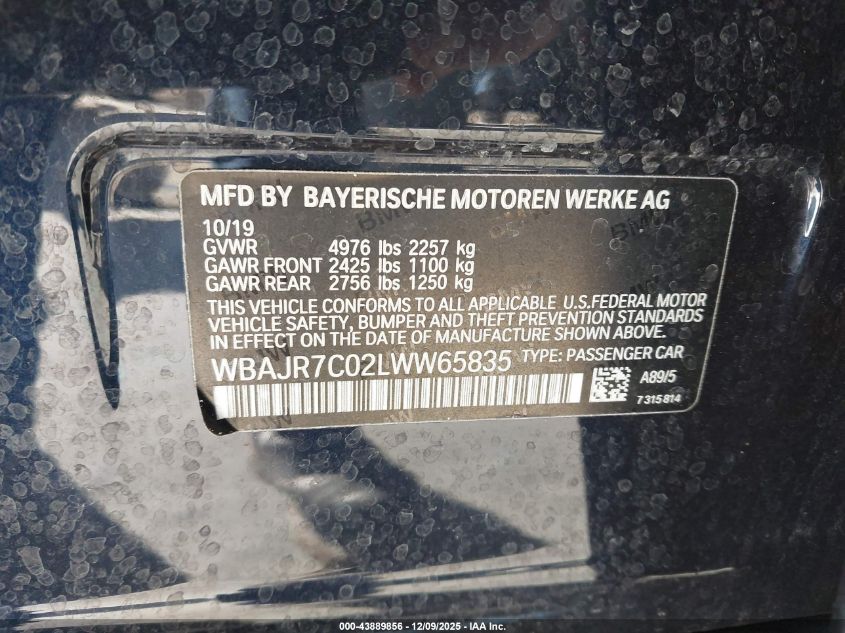 MFD BY BAYERISCHE MOTOREN WERKE AG
10/19
GVWR 4976 lbs 2257 kg
GAWR FRONT 2425 lbs 1100 kg
GAWR REAR 2756 lbs 1250 kg
THIS VEHICLE CONFORMS TO ALL APPLICABLE U.S.FEDERAL MOTOR
VEHICLE SAFETY, BUMPER AND THEFT PREVENTION STANDARDS
IN EFFECT ON THE DATE OF MANUFACTURE SHOWN ABOVE.
WBAJR7C02LWW65835 TYPE: PASSENGER CAR
A89/5
7315814
000-43889856 - 12/09/2025 - IAA Inc.